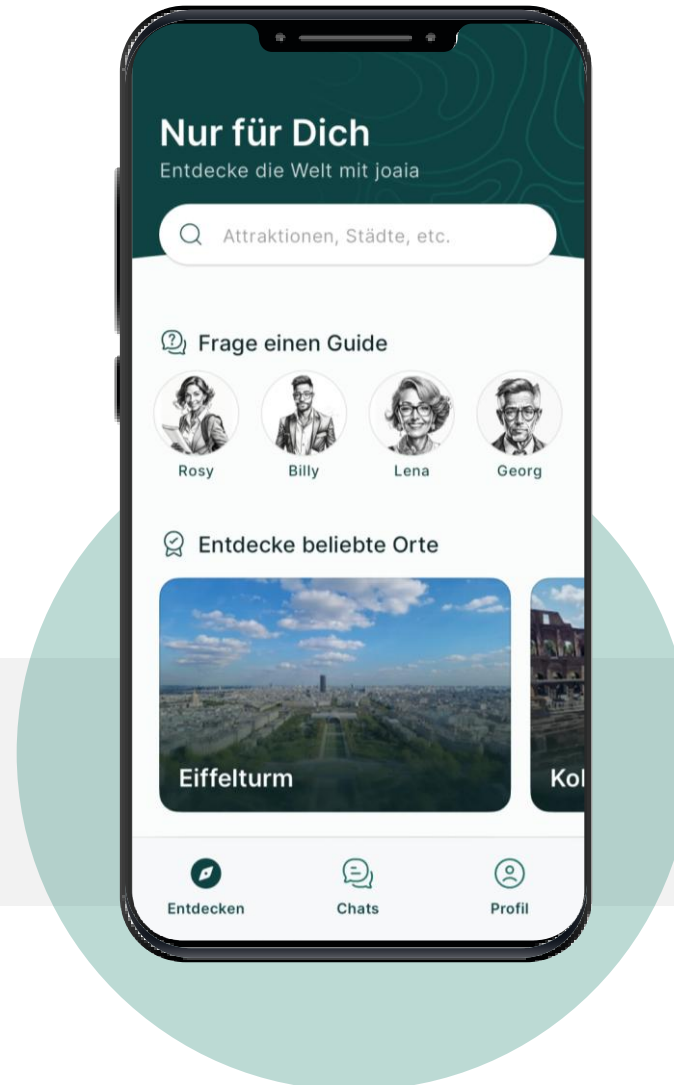 Nur für Dich
Entdecke die Welt mit joaia
Attraktionen, Städte, etc.
Frage einen Guide
Rosy Billy Lena Georg
Entdecke beliebte Orte
Eiffelturm Kol
Entdecken Chats Profil